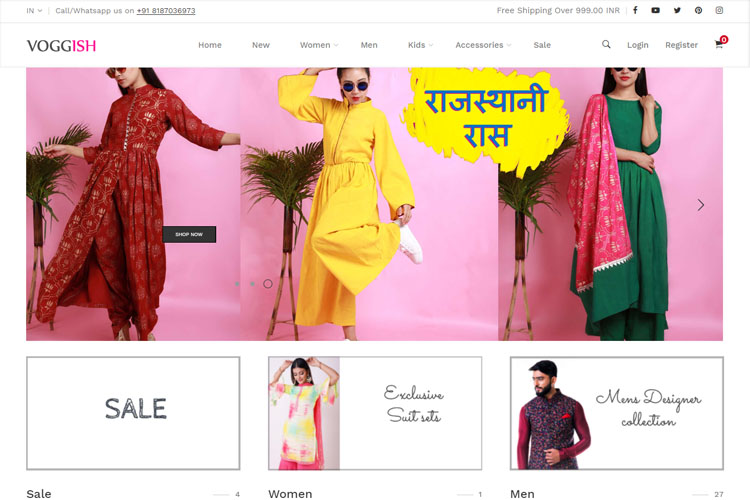 IN
Call/Whatsapp us on +91 8187036973
Free Shipping Over 999.00 INR
VOGGISH
Home New Women Men Kids Accessories Sale
Login Register 0
राजस्थानी
रास
SHOP NOW
SALE
Exclusive
Suit sets
Mens Designer
collection
Sale 4
Women 1
Men 27